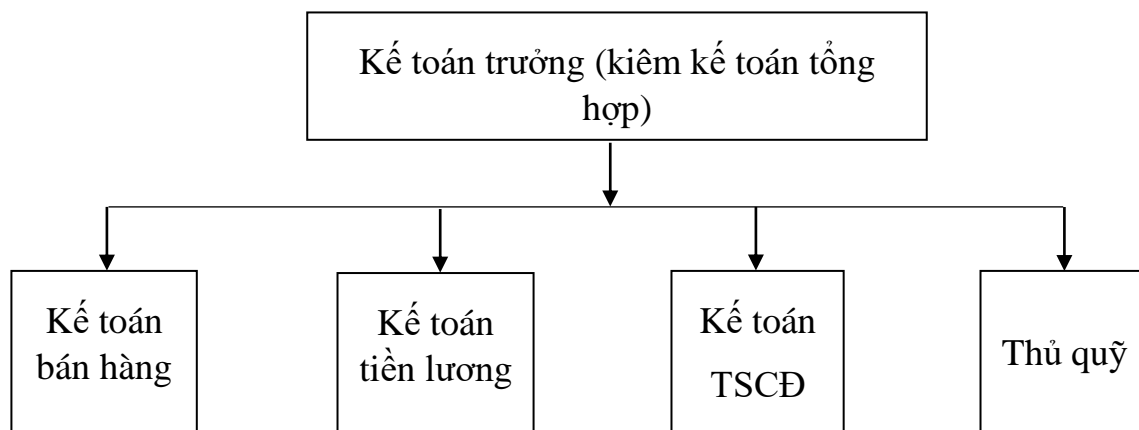 Kế toán trưởng (kiêm kế toán tổng
hợp)
Kế toán
bán hàng
Kế toán
tiền lương
Kế toán
TSCĐ
Thủ quỹ